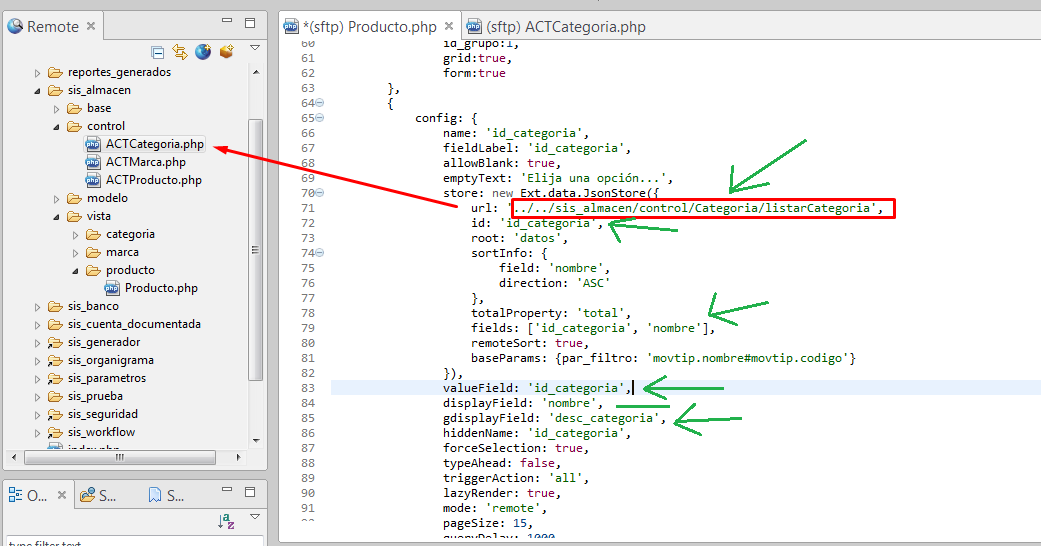 Remote
reportes_generados
sis_almacen
base
control
ACTCategoria.php
ACTMarca.php
ACTProducto.php
modelo
vista
categoria
marca
producto
Producto.php
sis_banco
sis_cuenta_documentada
sis_generador
sis_organigrama
sis_parametros
sis_prueba
sis_seguridad
sis_workflow
index.php
O...
S...
S...
type filter text
*(sftp) Producto.php
(sftp) ACTCategoria.php
60 id_grupo:1,
61 grid:true,
62 form:true
63 },
64 {
65 config: {
66 name: 'id_categoria',
67 fieldLabel: 'id_categoria',
68 allowBlank: true,
69 emptyText: 'Elija una opción...',
70 store: new Ext.data.JsonStore({
71 url: '../../sis_almacen/control/Categoria/listarCategoria',
72 id: 'id_categoria',
73 root: 'datos',
74 sortInfo: {
75 field: 'nombre',
76 direction: 'ASC'
77 },
78 totalProperty: 'total',
79 fields: ['id_categoria', 'nombre'],
80 remoteSort: true,
81 baseParams: {par_filtro: 'movtip.nombre#movtip.codigo'}
82 }),
83 valueField: 'id_categoria',
84 displayField: 'nombre',
85 gdisplayField: 'desc_categoria',
86 hiddenName: 'id_categoria',
87 forceSelection: true,
88 typeAhead: false,
89 triggerAction: 'all',
90 lazyRender: true,
91 mode: 'remote',
92 pageSize: 15,
queryDelay: 1000